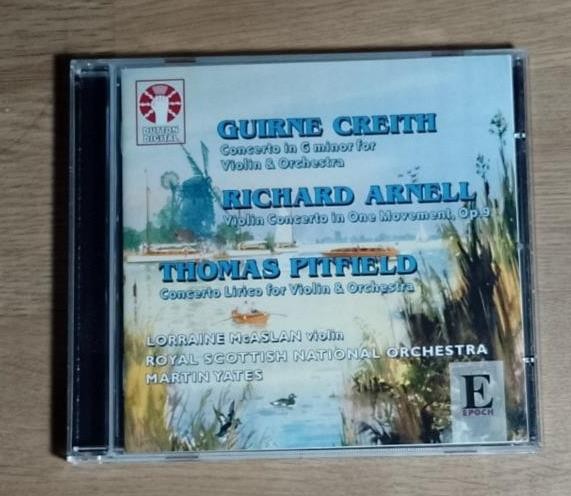 DUTTON
DIGITAL
GUIRNE CREITH
Concerto in G minor for
Violin & Orchestra
RICHARD ARNELL
Violin Concerto in One Movement, Op.9
THOMAS PITFIELD
Concerto Lirico for Violin & Orchestra
LORRAINE McASLAN violin
ROYAL SCOTTISH NATIONAL ORCHESTRA
MARTIN YATES
E
EPOCH